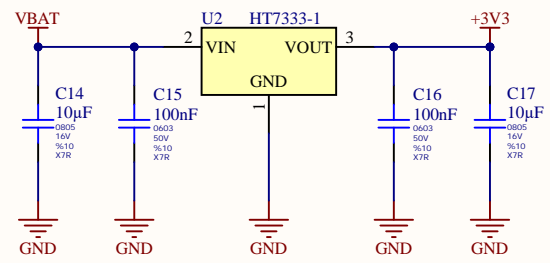 VBAT
U2 HT7333-1
+3V3
2 VIN VOUT 3
GND
1
C14
10µF
0805
16V
%10
X7R
C15
100nF
0603
50V
%10
X7R
C16
100nF
0603
50V
%10
X7R
C17
10µF
0805
16V
%10
X7R
GND GND GND GND GND